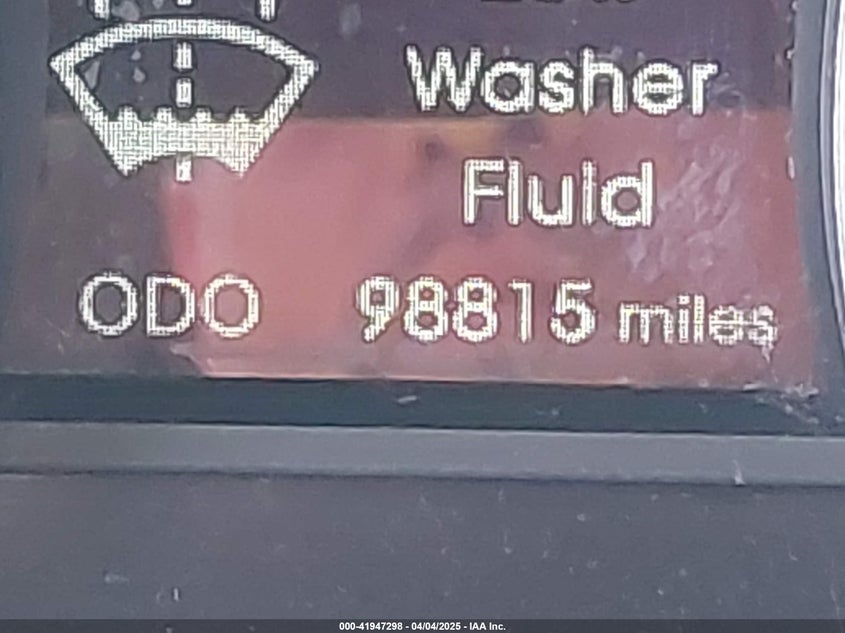 Washer
Fluid
ODO 98815 miles
000-41947298 - 04/04/2025 - IAA Inc.